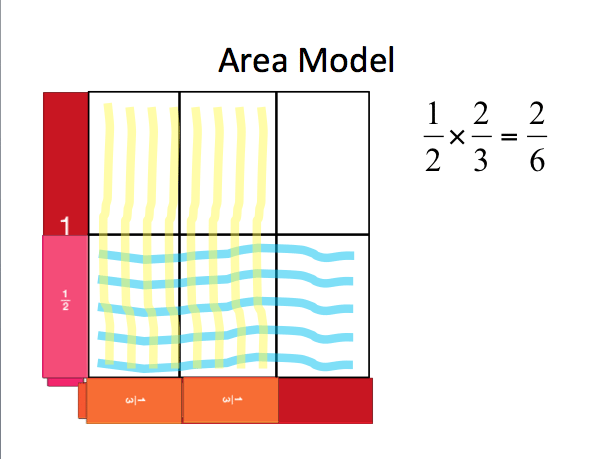 Area Model
1/2 × 2/3 = 2/6
1
1/2
1/3 1/3